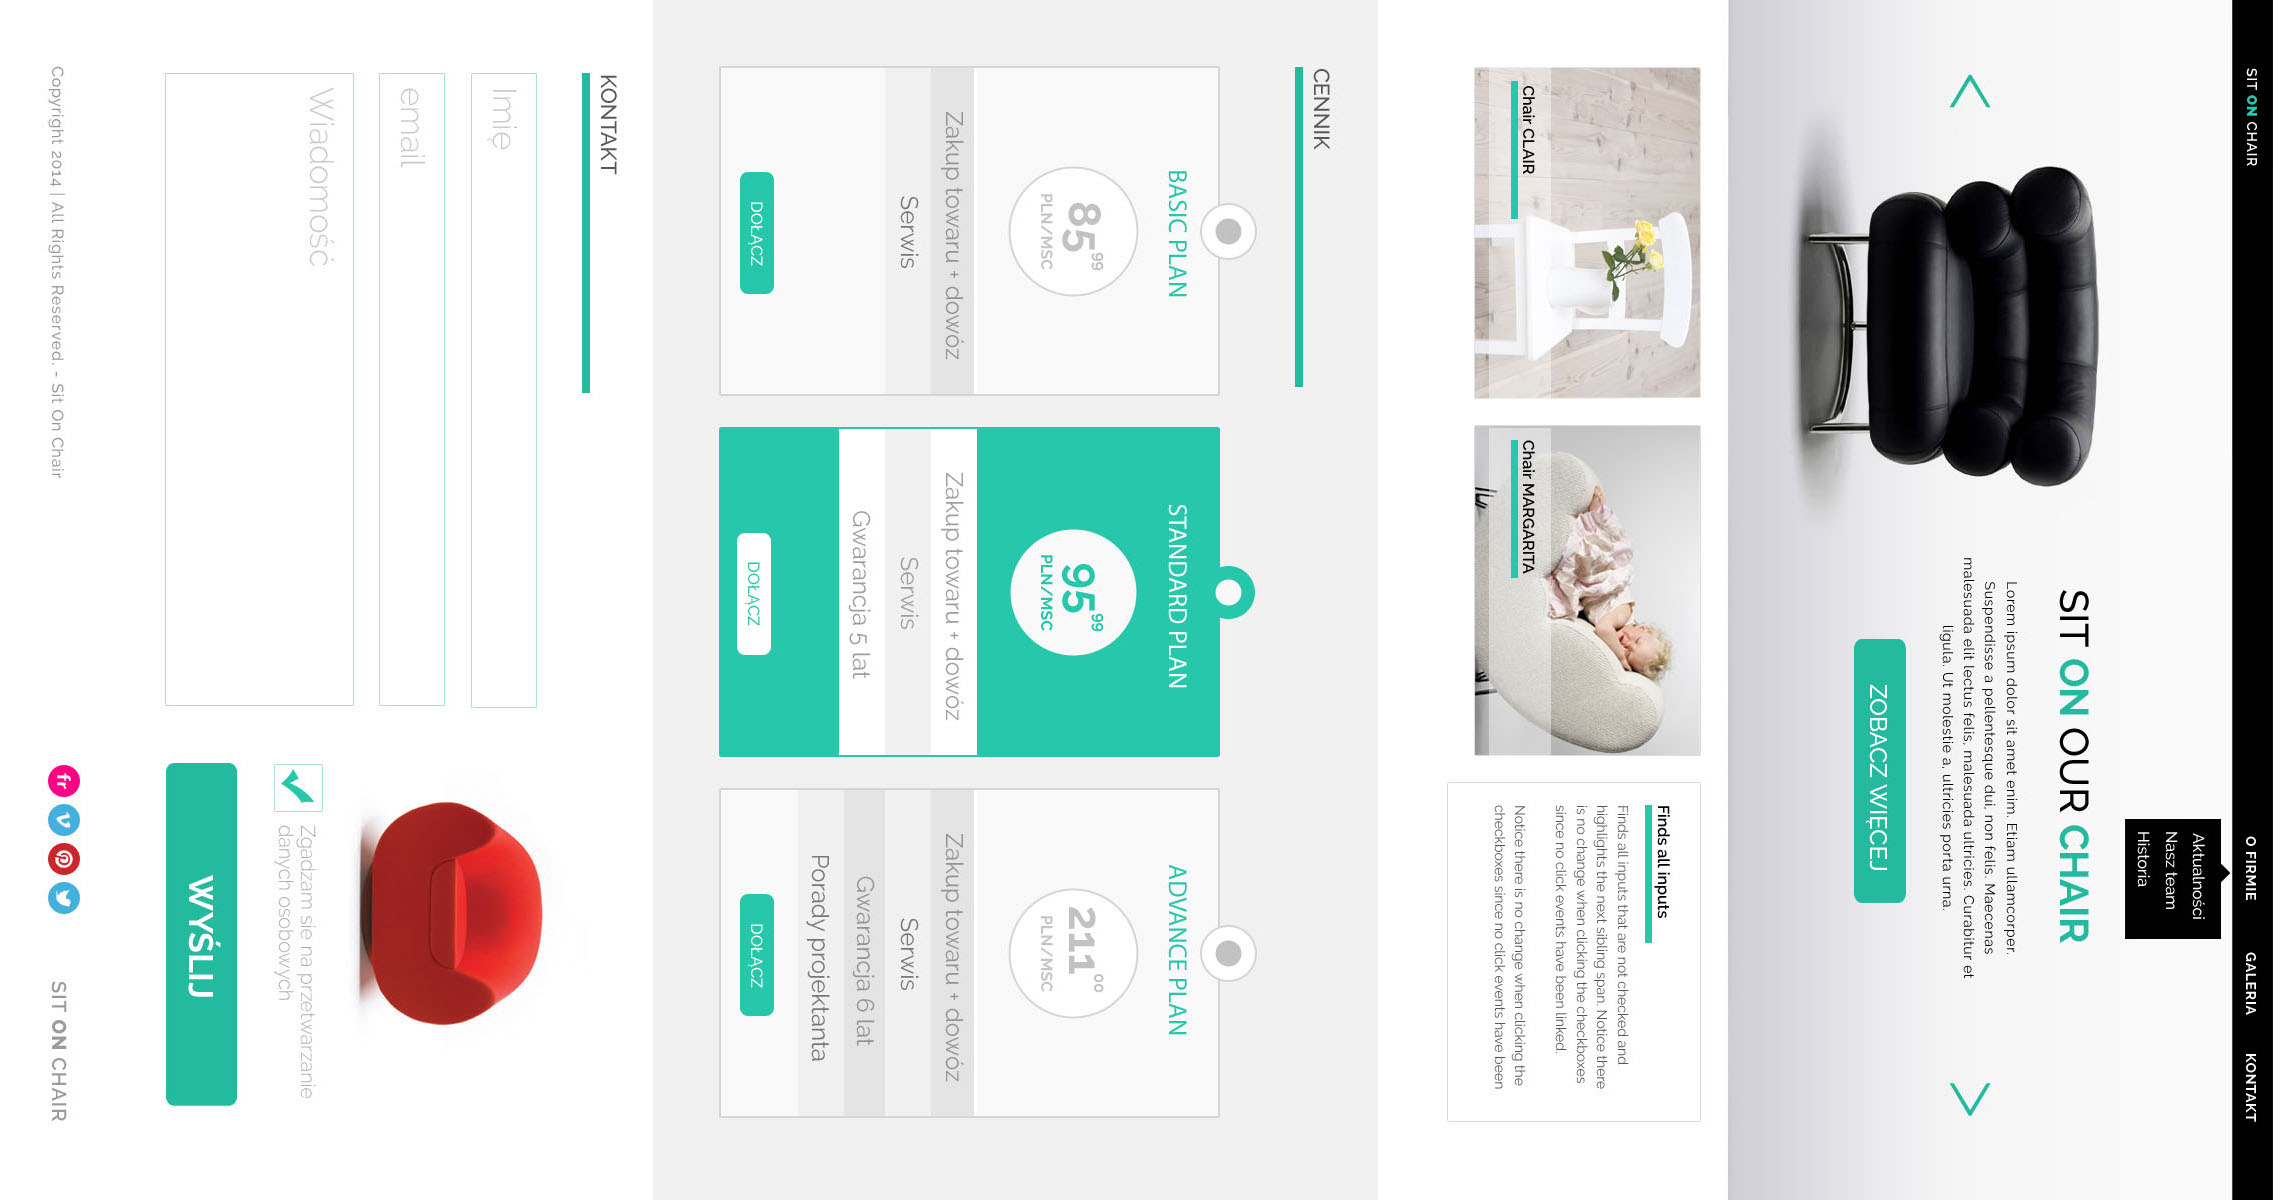 SIT ON CHAIR
O FIRMIE
GALERIA
KONTAKT
Aktualności
Nasz team
Historia
SIT ON OUR CHAIR
Lorem ipsum dolor sit amet enim. Etiam ullamcorper.
Suspendisse a pellentesque dui, non felis. Maecenas
malesuada elit lectus felis, malesuada ultricies. Curabitur et
ligula. Ut molestie a, ultricies porta urna.
ZOBACZ WIĘCEJ
Chair CLAIR
Chair MARGARITA
Finds all inputs
Finds all inputs that are not checked and
highlights the next sibling span. Notice there
is no change when clicking the checkboxes
since no click events have been linked.
Notice there is no change when clicking the
checkboxes since no click events have been
CENNIK
BASIC PLAN
85 99
PLN/MSC
Zakup towaru + dowóz
Serwis
DOŁĄCZ
STANDARD PLAN
95 99
PLN/MSC
Zakup towaru + dowóz
Serwis
Gwarancja 5 lat
DOŁĄCZ
ADVANCE PLAN
211 00
PLN/MSC
Zakup towaru + dowóz
Serwis
Gwarancja 6 lat
Porady projektanta
DOŁĄCZ
KONTAKT
Imię
email
Wiadomość
Zgadzam sie na przetwarzanie
danych osobowych
WYŚLIJ
Copyright 2014 | All Rights Reserved. - Sit On Chair
SIT ON CHAIR